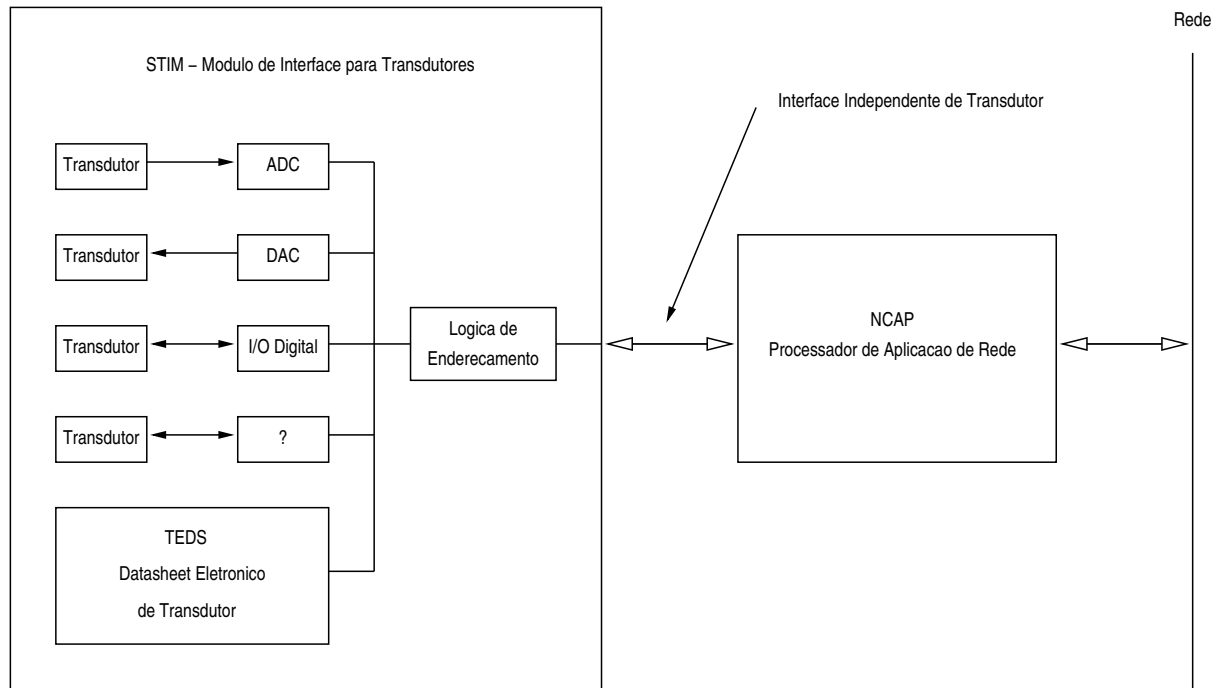 Rede
STIM – Modulo de Interface para Transdutores
Interface Independente de Transdutor
Transdutor
ADC
Transdutor
DAC
Transdutor
I/O Digital
Logica de
Enderecamento
NCAP
Processador de Aplicacao de Rede
Transdutor
?
TEDS
Datasheet Eletronico
de Transdutor